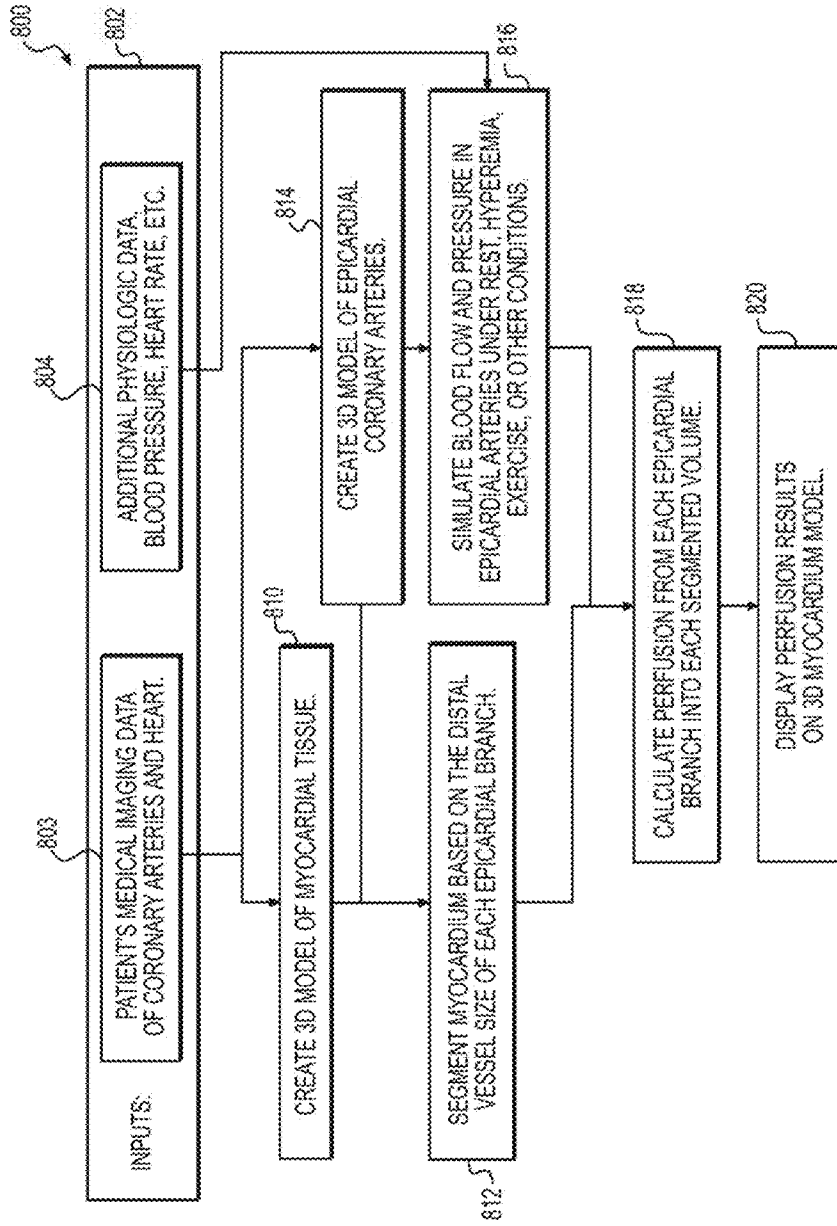 800
802
INPUTS:
803
PATIENT'S MEDICAL IMAGING DATA
OF CORONARY ARTERIES AND HEART.
804
ADDITIONAL PHYSIOLOGIC DATA,
BLOOD PRESSURE, HEART RATE, ETC.
810
CREATE 3D MODEL OF MYOCARDIAL TISSUE.
814
CREATE 3D MODEL OF EPICARDIAL
CORONARY ARTERIES.
812
SEGMENT MYOCARDIUM BASED ON THE DISTAL
VESSEL SIZE OF EACH EPICARDIAL BRANCH.
816
SIMULATE BLOOD FLOW AND PRESSURE IN
EPICARDIAL ARTERIES UNDER REST, HYPEREMIA,
EXERCISE, OR OTHER CONDITIONS.
818
CALCULATE PERFUSION FROM EACH EPICARDIAL
BRANCH INTO EACH SEGMENTED VOLUME.
820
DISPLAY PERFUSION RESULTS
ON 3D MYOCARDIUM MODEL.